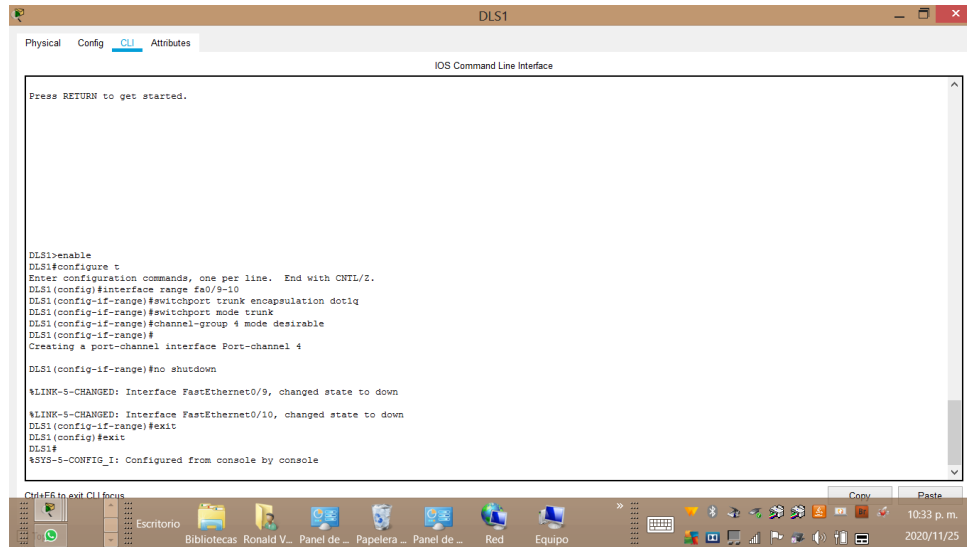 DLS1
Physical Config CLI Attributes
IOS Command Line Interface
Press RETURN to get started.
DLS1>enable
DLS1#configure t
Enter configuration commands, one per line. End with CNTL/Z.
DLS1(config)#interface range fa0/9-10
DLS1(config-if-range)#switchport trunk encapsulation dot1q
DLS1(config-if-range)#switchport mode trunk
DLS1(config-if-range)#channel-group 4 mode desirable
DLS1(config-if-range)#
Creating a port-channel interface Port-channel 4
DLS1(config-if-range)#no shutdown
%LINK-5-CHANGED: Interface FastEthernet0/9, changed state to down
%LINK-5-CHANGED: Interface FastEthernet0/10, changed state to down
DLS1(config-if-range)#exit
DLS1(config)#exit
DLS1#
%SYS-5-CONFIG_I: Configured from console by console
Ctrl+F6 to exit CLI focus
Copy Paste
Escritorio
Bibliotecas Ronald V... Panel de ... Papelera ... Panel de ... Red Equipo
»
10:33 p. m.
2020/11/25